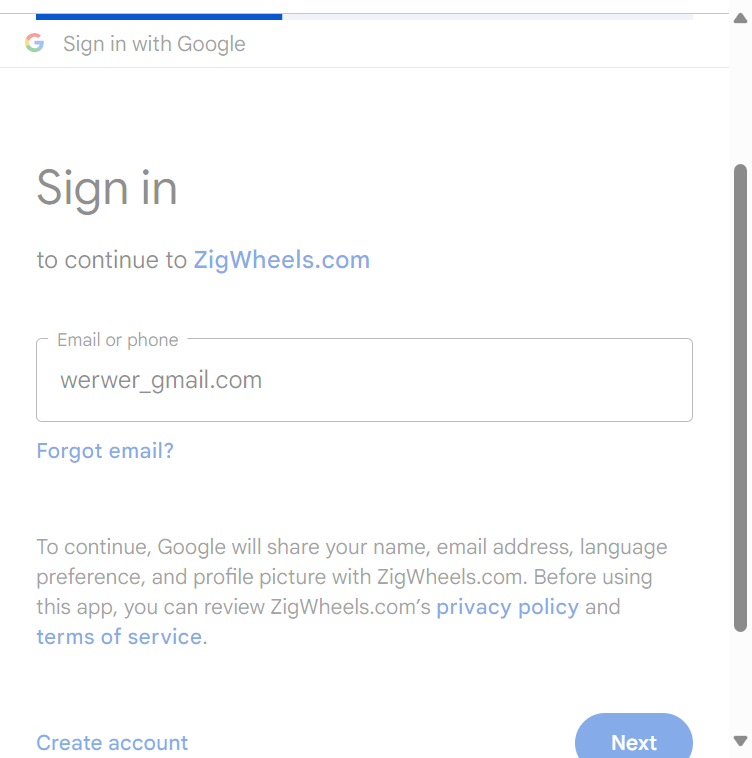 Sign in with Google
Sign in
to continue to ZigWheels.com
Email or phone
werwer_gmail.com
Forgot email?
To continue, Google will share your name, email address, language
preference, and profile picture with ZigWheels.com. Before using
this app, you can review ZigWheels.com’s privacy policy and
terms of service.
Create account
Next